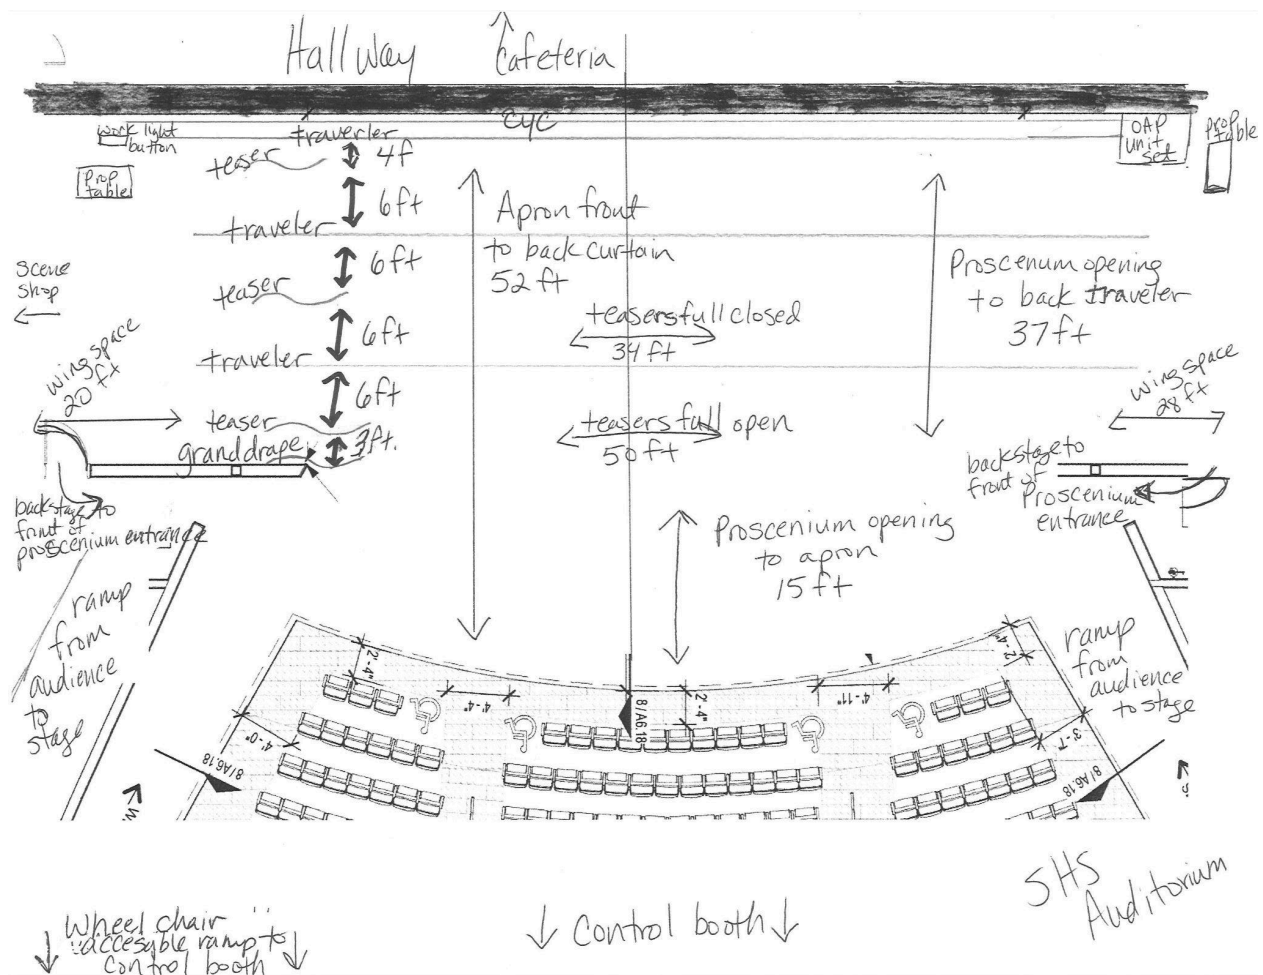 Hallway
Cafeteria
cyc
work light
button
traverler
4f
OAP
unit
set
prop
table
teaser
Prop
table
6ft
traveler
Apron front
to back curtain
52 ft
6ft
Proscenum opening
to back traveler
37ft
scene
shop
teaser
teasers full closed
34 ft
6ft
traveler
wing space
20 ft
wing space
28 ft
6ft
teaser
teasers full open
50 ft
3ft.
grand drape
backstage to
front of
proscenium entrance
backstage to
front of
Proscenium
entrance
Proscenium opening
to apron
15 ft
ramp
from
audience
to
stage
ramp
from
audience
to stage
2'-4"
4'-4"
2'-4"
4'-11"
2'-4"
4'-0"
3'-7"
8/A6.18
8/A6.18
8/A6.18
SHS
Auditorium
Wheel chair
accesyble ramp to
control booth
Control booth